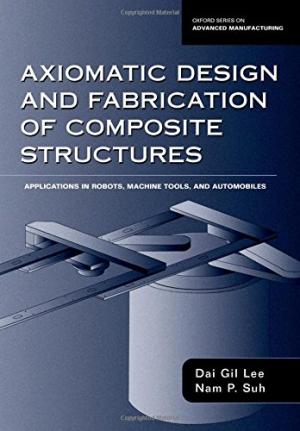 OXFORD SERIES ON
ADVANCED MANUFACTURING
AXIOMATIC DESIGN
AND FABRICATION
OF COMPOSITE
STRUCTURES
APPLICATIONS IN ROBOTS, MACHINE TOOLS, AND AUTOMOBILES
Dai Gil Lee
Nam P. Suh